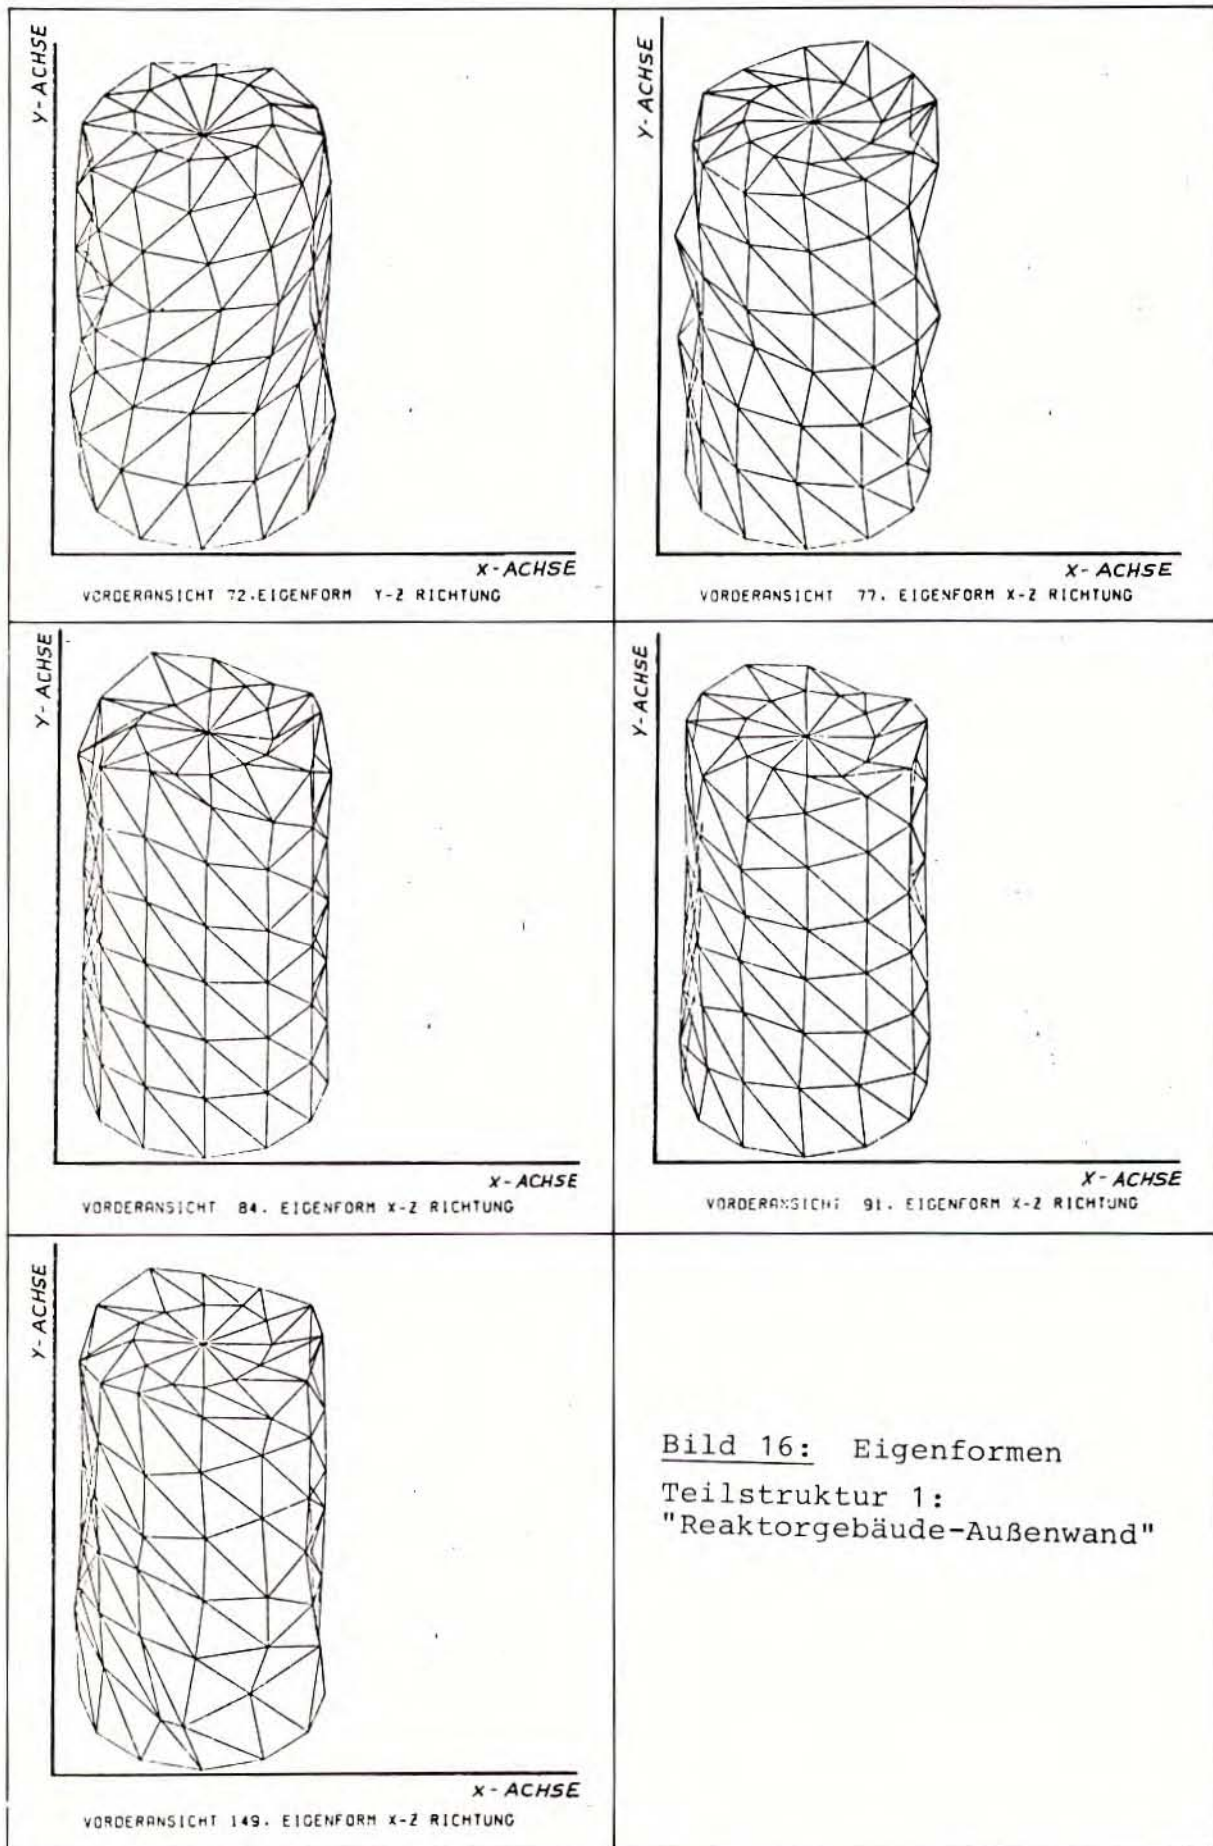 Y-ACHSE
X-ACHSE
VORDERANSICHT 72.EIGENFORM Y-Z RICHTUNG
Y-ACHSE
X-ACHSE
VORDERANSICHT 77. EIGENFORM X-Z RICHTUNG
Y-ACHSE
X-ACHSE
VORDERANSICHT 84. EIGENFORM X-Z RICHTUNG
Y-ACHSE
X-ACHSE
VORDERANSICHT 91. EIGENFORM X-Z RICHTUNG
Y-ACHSE
X-ACHSE
VORDERANSICHT 149. EIGENFORM X-Z RICHTUNG
Bild 16: Eigenformen
Teilstruktur 1:
"Reaktorgebäude-Außenwand"